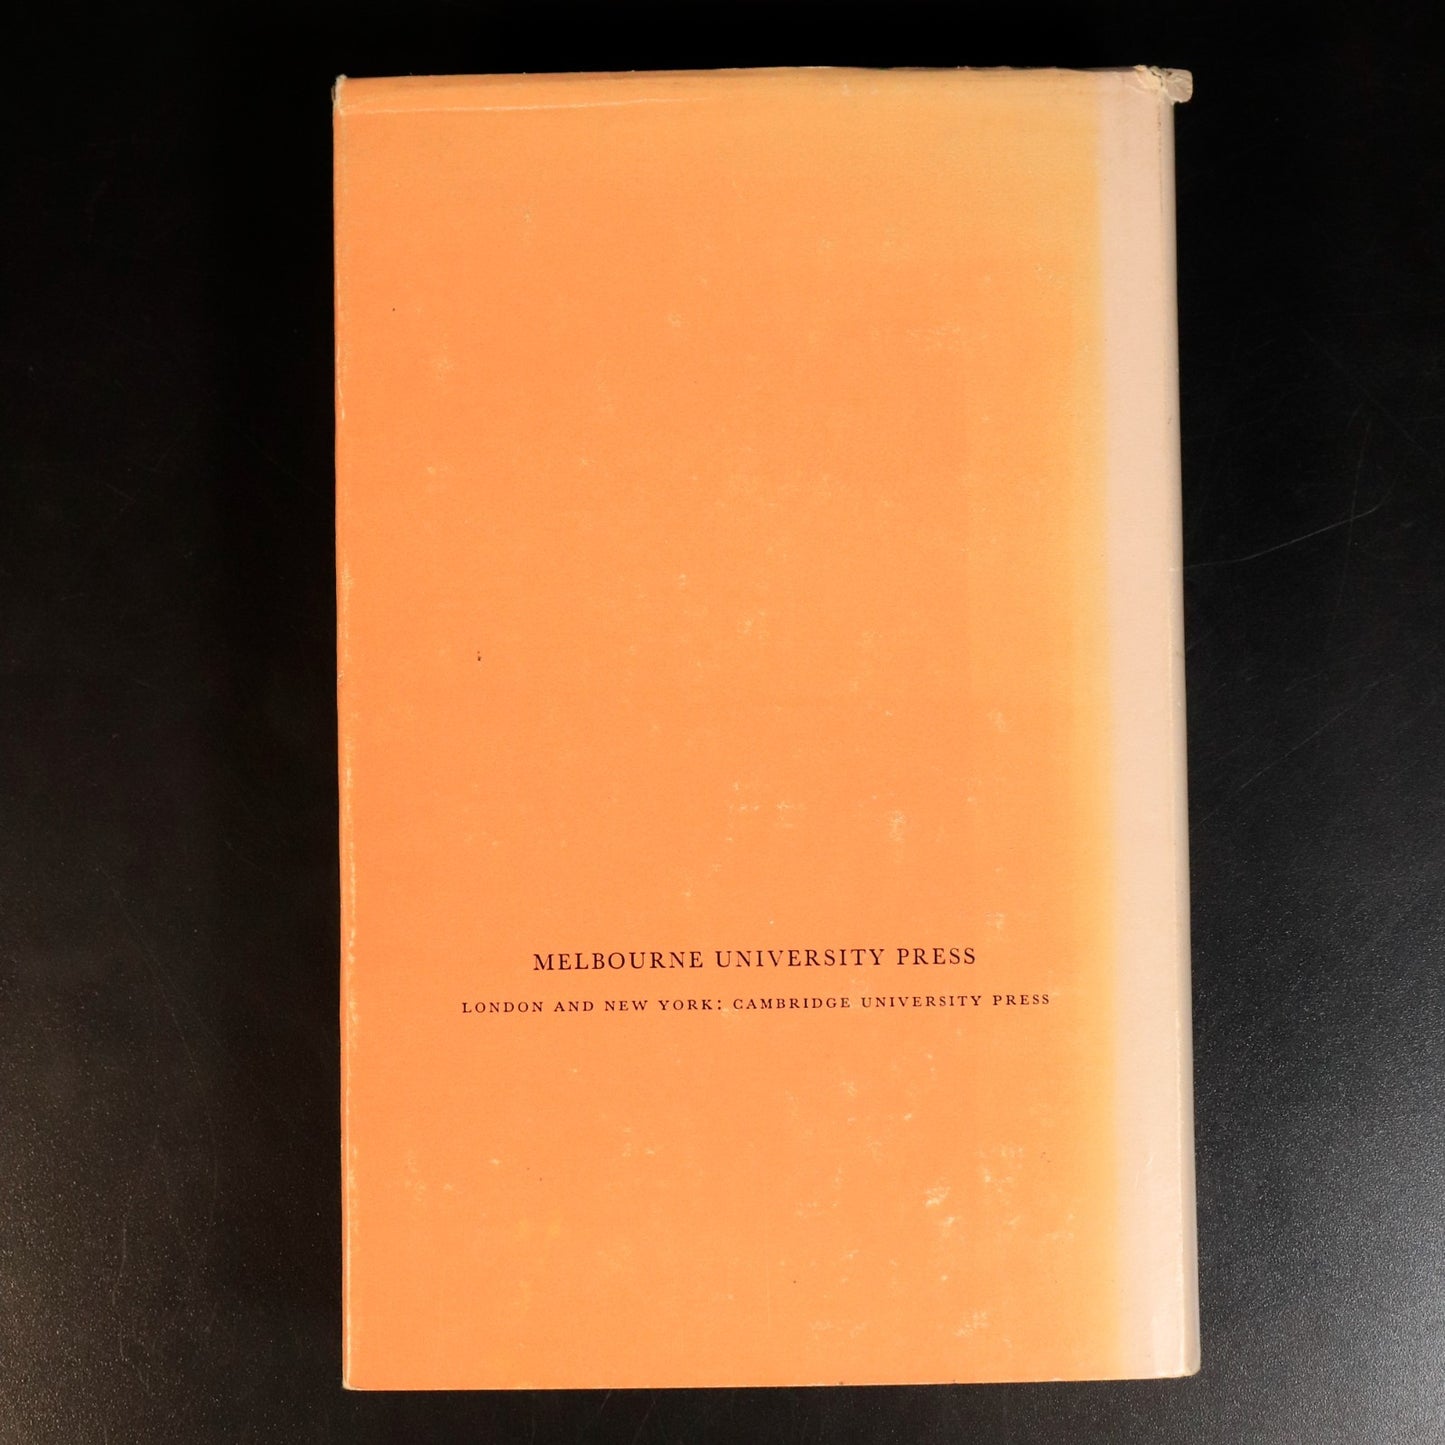 MELBOURNE UNIVERSITY PRESS
LONDON AND NEW YORK: CAMBRIDGE UNIVERSITY PRESS